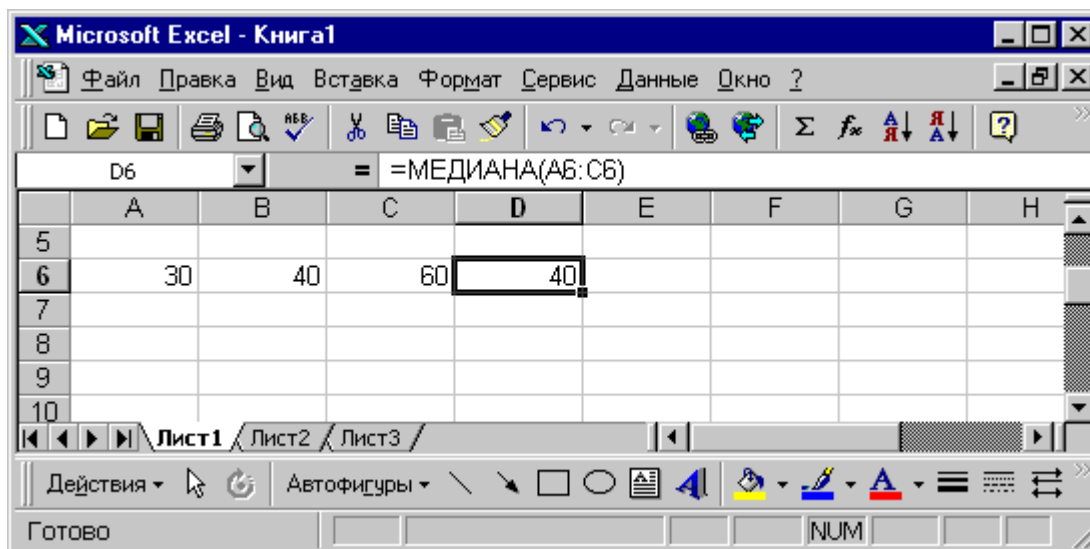 Microsoft Excel - Книга1
Файл Правка Вид Вставка Формат Сервис Данные Окно ?
D6 = =МЕДИАНА(A6:C6)
A B C D E F G H
5
6 30 40 60 40
7
8
9
10
Лист1 Лист2 Лист3
Действия Автофигуры
Готово NUM